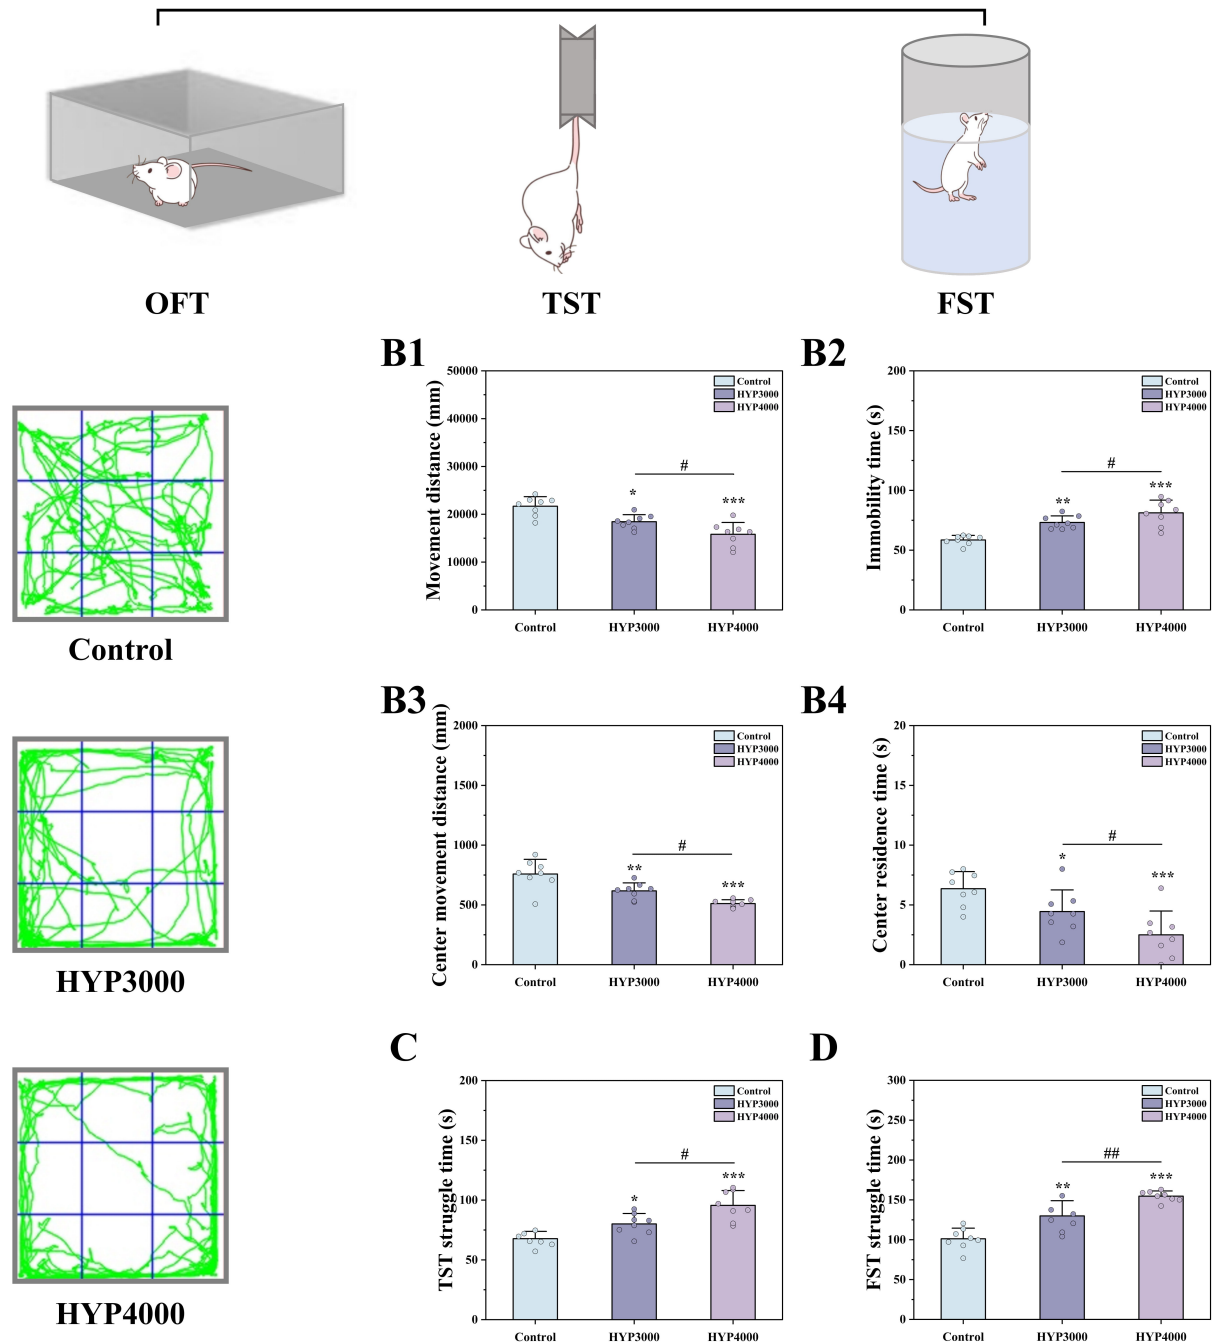 OFT
TST
FST
Control
HYP3000
HYP4000
B1
Movement distance (mm)
50000
40000
30000
20000
10000
0
Control
HYP3000
HYP4000
#
*
***
Control
HYP3000
HYP4000
B2
Immobility time (s)
200
150
100
50
0
Control
HYP3000
HYP4000
#
**
***
Control
HYP3000
HYP4000
B3
Center movement distance (mm)
2000
1500
1000
500
0
Control
HYP3000
HYP4000
#
**
***
Control
HYP3000
HYP4000
B4
Center residence time (s)
20
15
10
5
0
Control
HYP3000
HYP4000
#
*
***
Control
HYP3000
HYP4000
C
TST struggle time (s)
200
150
100
50
0
Control
HYP3000
HYP4000
#
*
***
Control
HYP3000
HYP4000
D
FST struggle time (s)
300
250
200
150
100
50
0
Control
HYP3000
HYP4000
##
**
***
Control
HYP3000
HYP4000